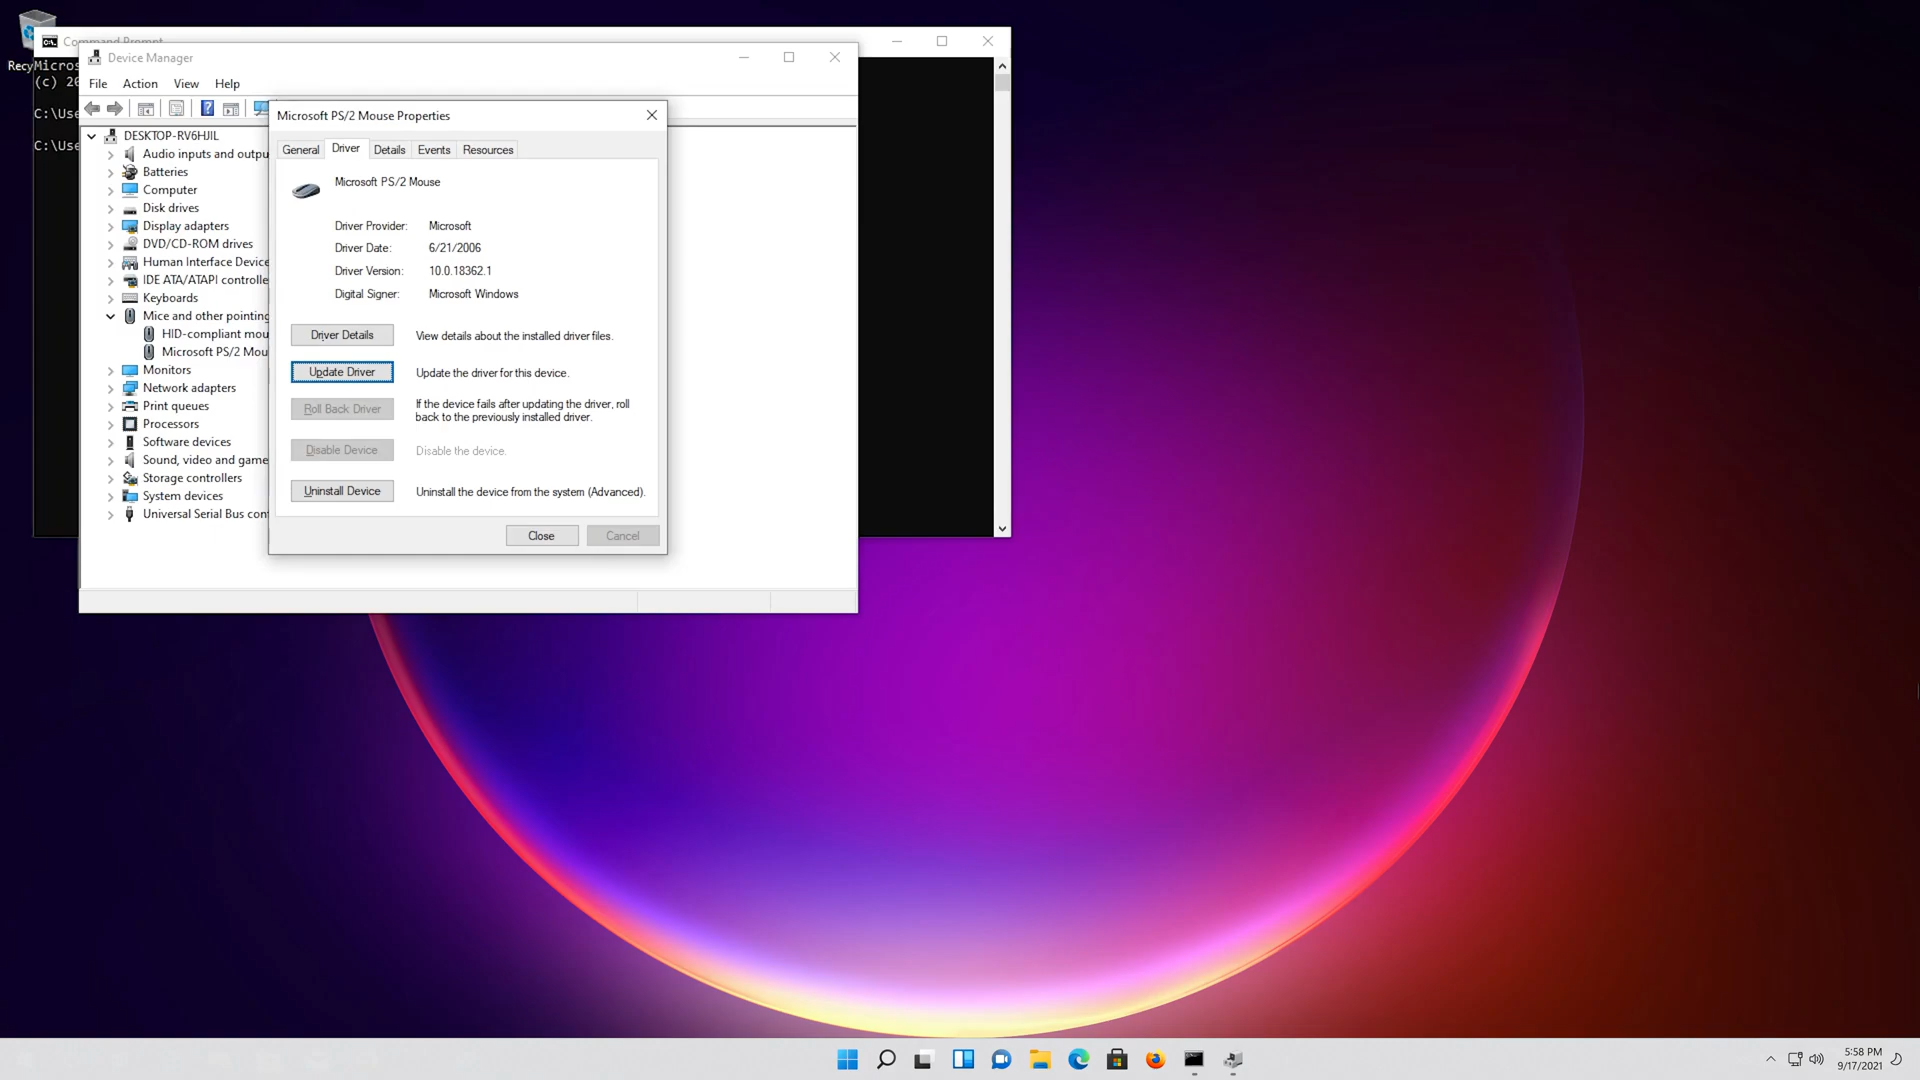 Command Prompt
Device Manager
Recy
Micros
(c) 20
C:\Use
C:\Use
File Action View Help
DESKTOP-RV6HJIL
Audio inputs and outpu
Batteries
Computer
Disk drives
Display adapters
DVD/CD-ROM drives
Human Interface Device
IDE ATA/ATAPI controlle
Keyboards
Mice and other pointing
HID-compliant mou
Microsoft PS/2 Mou
Monitors
Network adapters
Print queues
Processors
Software devices
Sound, video and game
Storage controllers
System devices
Universal Serial Bus con
Microsoft PS/2 Mouse Properties
General Driver Details Events Resources
Microsoft PS/2 Mouse
Driver Provider: Microsoft
Driver Date: 6/21/2006
Driver Version: 10.0.18362.1
Digital Signer: Microsoft Windows
Driver Details View details about the installed driver files.
Update Driver Update the driver for this device.
Roll Back Driver If the device fails after updating the driver, roll
back to the previously installed driver.
Disable Device Disable the device.
Uninstall Device Uninstall the device from the system (Advanced).
Close Cancel
5:58 PM
9/17/2021